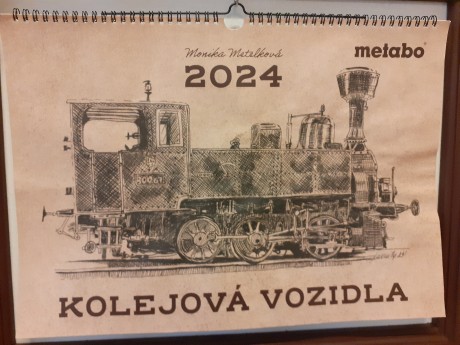 Monika Metelková
2024
metabo
KOLEJOVÁ VOZIDLA